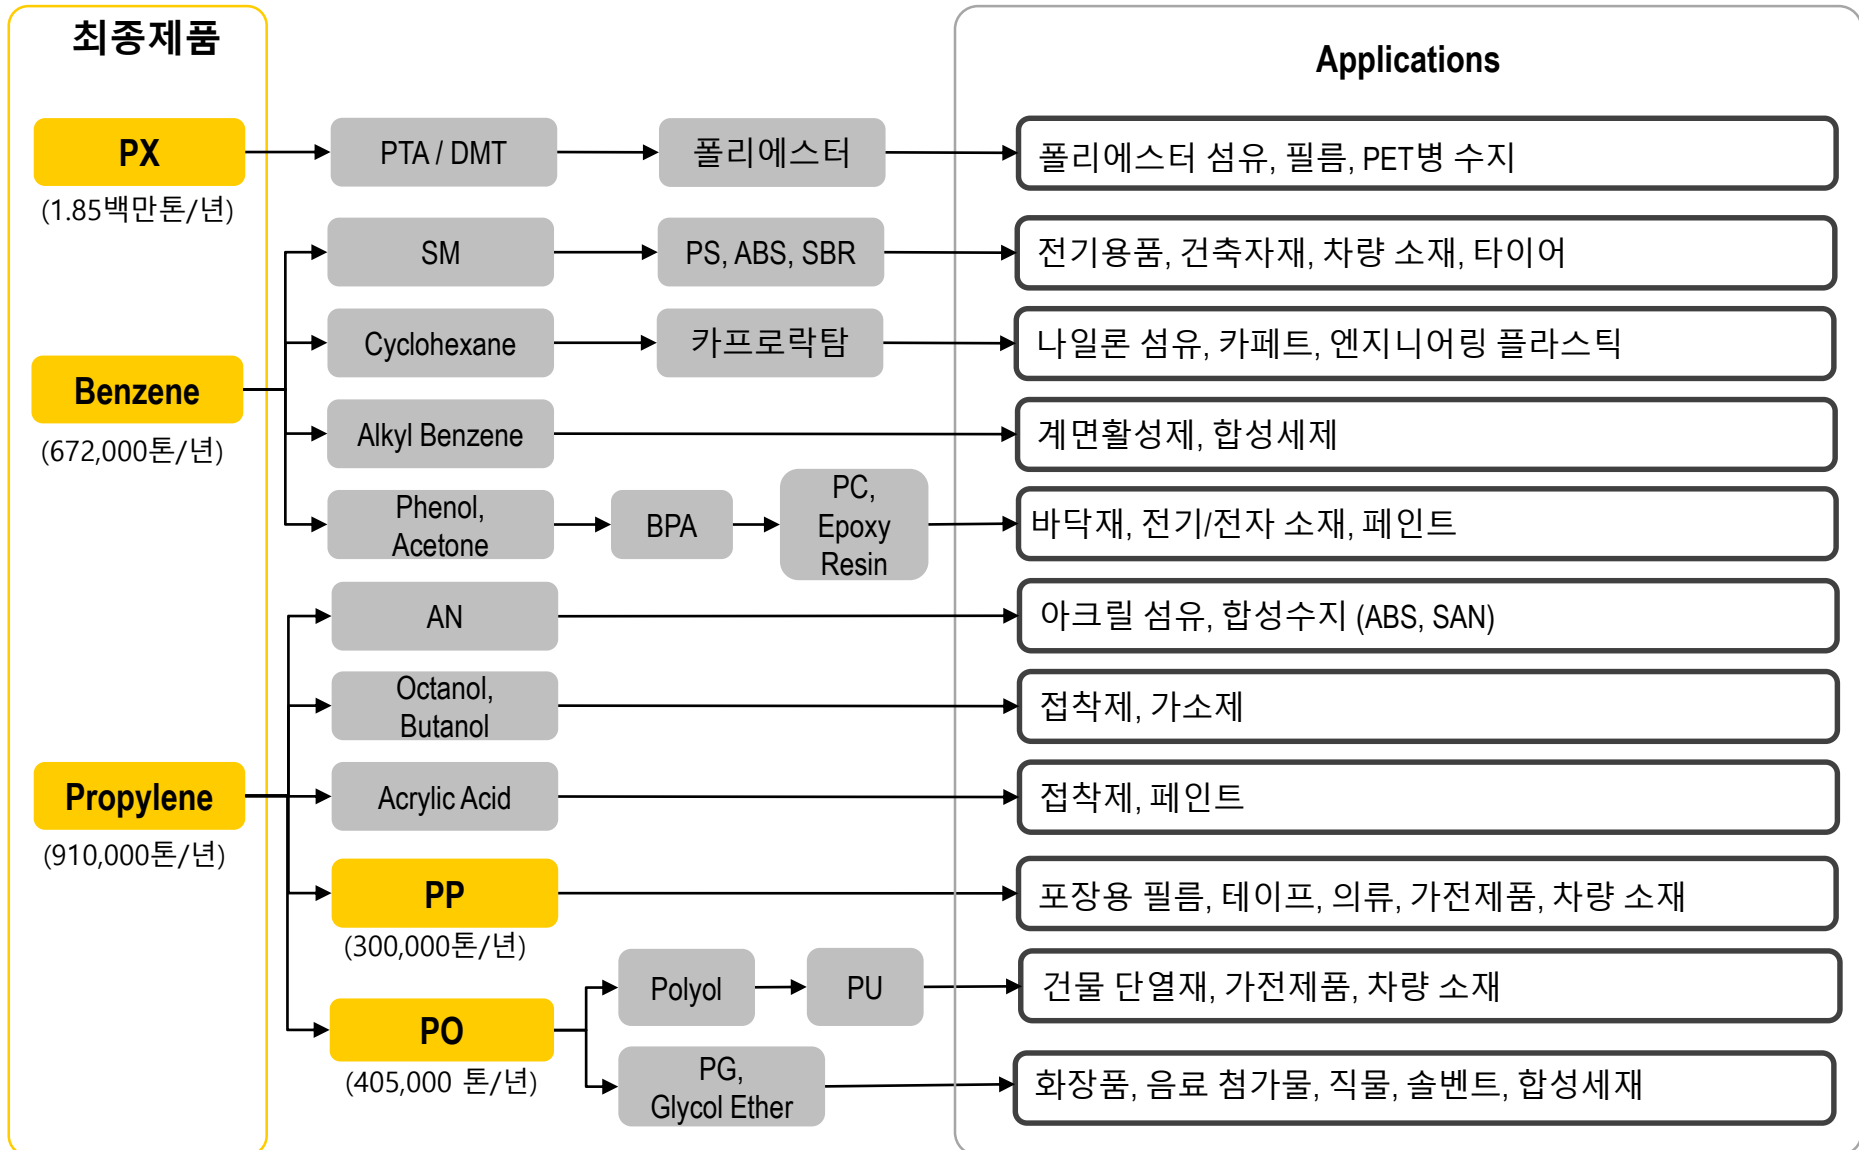 최종제품
Applications
PX
(1.85백만톤/년)
PTA / DMT
폴리에스터
폴리에스터 섬유, 필름, PET병 수지
Benzene
(672,000톤/년)
SM
PS, ABS, SBR
전기용품, 건축자재, 차량 소재, 타이어
Cyclohexane
카프로락탐
나일론 섬유, 카페트, 엔지니어링 플라스틱
Alkyl Benzene
계면활성제, 합성세제
Phenol,
Acetone
BPA
PC,
Epoxy
Resin
바닥재, 전기/전자 소재, 페인트
Propylene
(910,000톤/년)
AN
아크릴 섬유, 합성수지 (ABS, SAN)
Octanol,
Butanol
접착제, 가소제
Acrylic Acid
접착제, 페인트
PP
(300,000톤/년)
포장용 필름, 테이프, 의류, 가전제품, 차량 소재
PO
(405,000 톤/년)
Polyol
PU
건물 단열재, 가전제품, 차량 소재
PG,
Glycol Ether
화장품, 음료 첨가물, 직물, 솔벤트, 합성세재